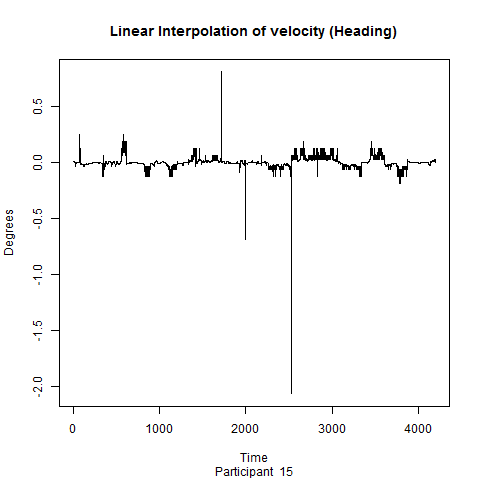 Linear Interpolation of velocity (Heading)
Degrees
0.5
0.0
-0.5
-1.0
-1.5
-2.0
0 1000 2000 3000 4000
Time
Participant 15